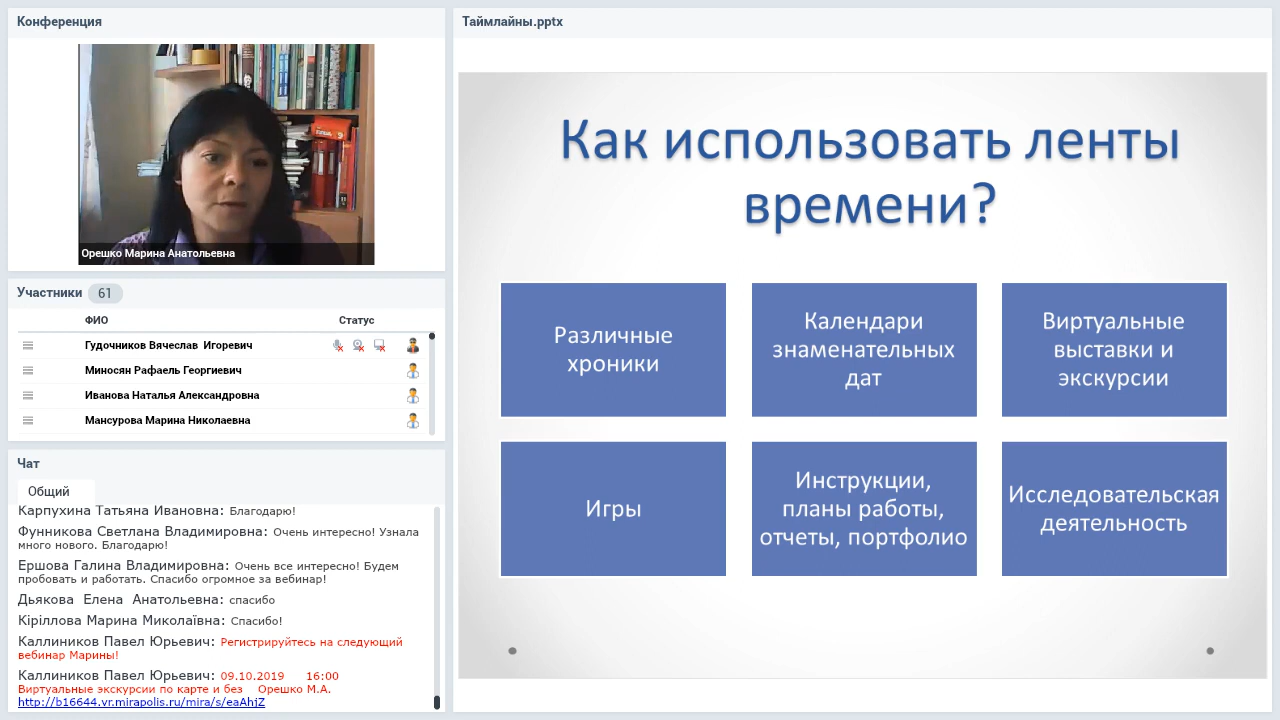 Конференция
Орешко Марина Анатольевна
Участники 61
ФИО Статус
Гудочников Вячеслав Игоревич
Миносян Рафаель Георгиевич
Иванова Наталья Александровна
Мансурова Марина Николаевна
Чат
Общий
Карпухина Татьяна Ивановна: Благодарю!
Фунникова Светлана Владимировна: Очень интересно! Узнала
много нового. Благодарю!
Ершова Галина Владимировна: Очень все интересно! Будем
пробовать и работать. Спасибо огромное за вебинар!
Дьякова Елена Анатольевна: спасибо
Кіріллова Марина Миколаївна: Спасибо!
Каллиников Павел Юрьевич: Регистрируйтесь на следующий
вебинар Марины!
Каллиников Павел Юрьевич: 09.10.2019 16:00
Виртуальные экскурсии по карте и без Орешко М.А.
http://b16644.vr.mirapolis.ru/mira/s/eaAhjZ
Таймлайны.pptx
Как использовать ленты
времени?
Различные
хроники
Календари
знаменательных
дат
Виртуальные
выставки и
экскурсии
Игры
Инструкции,
планы работы,
отчеты, портфолио
Исследовательская
деятельность